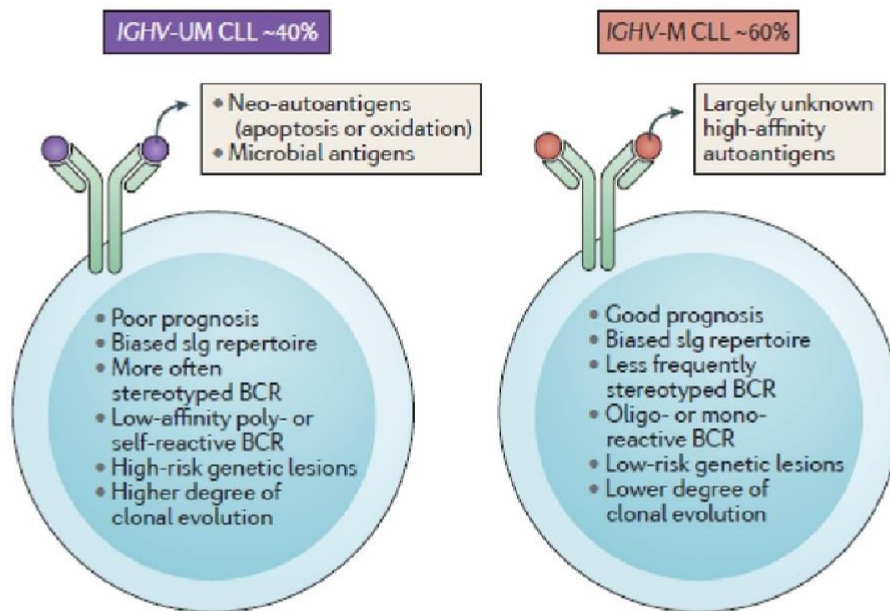 IGHV-UM CLL ~40%
• Neo-autoantigens
(apoptosis or oxidation)
• Microbial antigens
• Poor prognosis
• Biased sIg repertoire
• More often
stereotyped BCR
• Low-affinity poly- or
self-reactive BCR
• High-risk genetic lesions
• Higher degree of
clonal evolution
IGHV-M CLL ~60%
Largely unknown
high-affinity
autoantigens
• Good prognosis
• Biased sIg repertoire
• Less frequently
stereotyped BCR
• Oligo- or mono-
reactive BCR
• Low-risk genetic lesions
• Lower degree of
clonal evolution